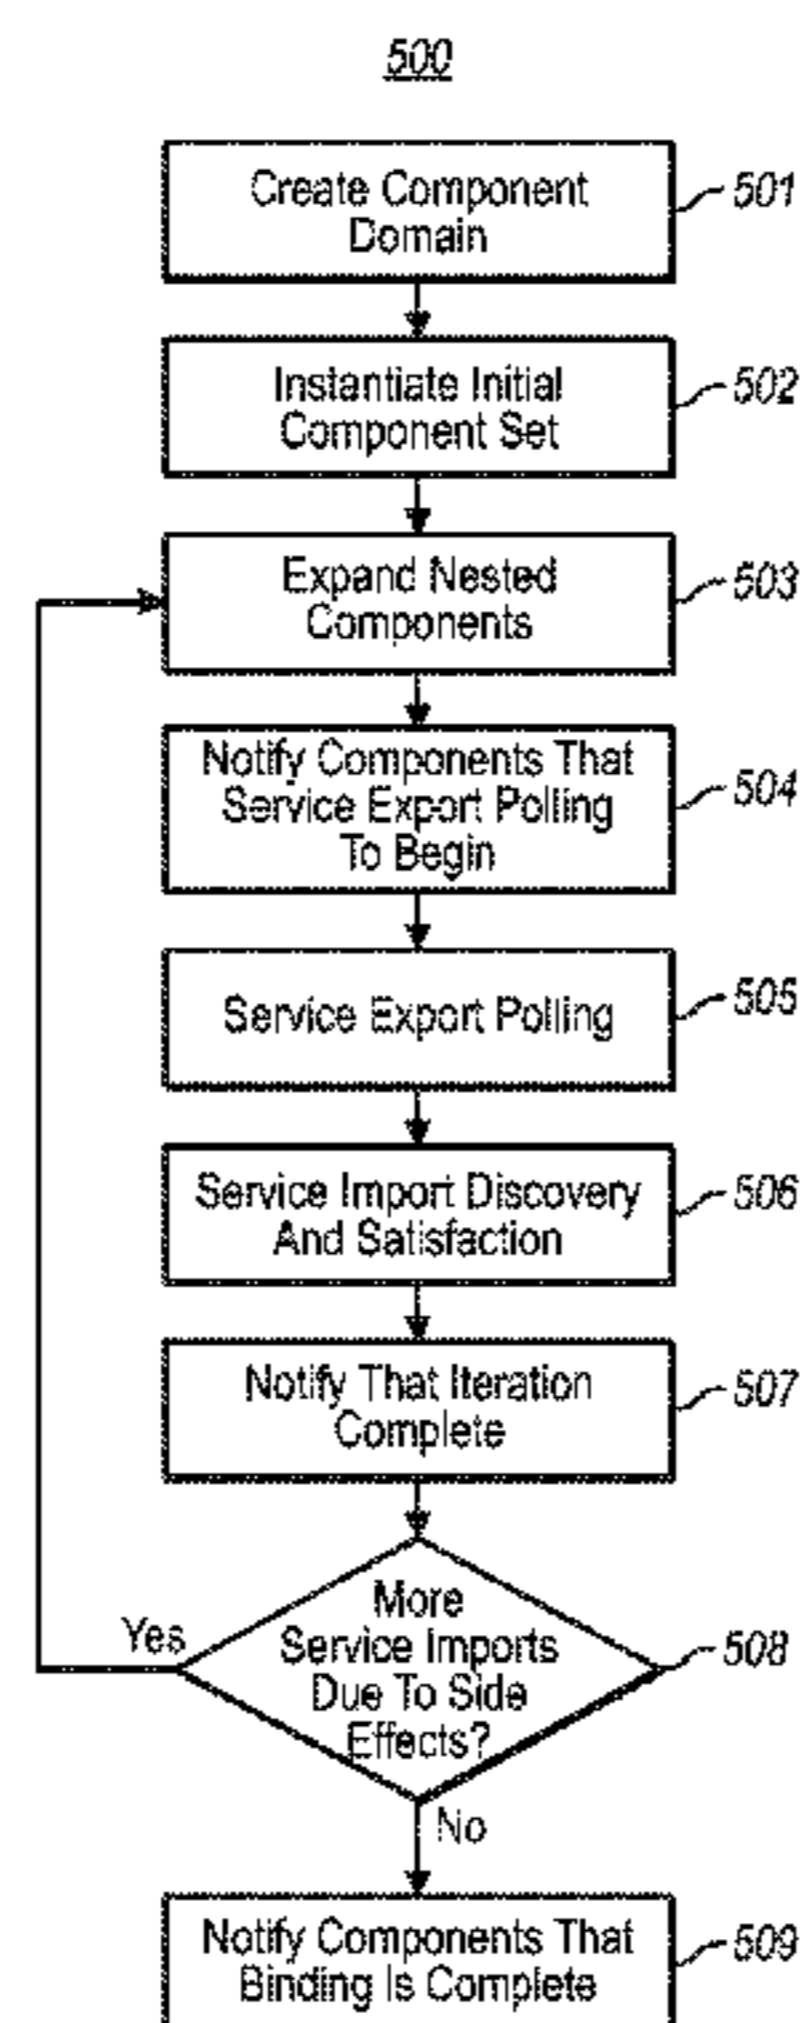 500
Create Component
Domain
501
Instantiate Initial
Component Set
502
Expand Nested
Components
503
Notify Components That
Service Export Polling
To Begin
504
Service Export Polling
505
Service Import Discovery
And Satisfaction
506
Notify That Iteration
Complete
507
More
Service Imports
Due To Side
Effects?
508
Yes
No
Notify Components That
Binding Is Complete
509